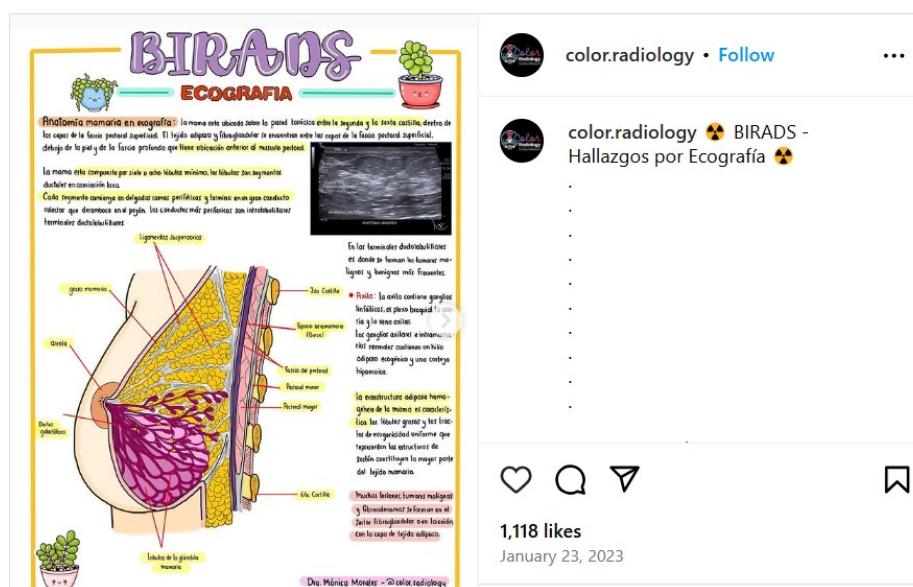 BIRADS
ECOGRAFIA
Anatomía mamaria en ecografía: la mama esta ubicada sobre la pared torácica entre la segunda y la sexta costilla, dentro de
las capas de la fascia pectoral superficial. El tejido adiposo y fibroglandular se encuentran entre las capas de la fascia pectoral superficial,
debajo de la piel y de la fascia profunda que tiene ubicación anterior al musculo pectoral.
La mama esta compuesta por siete u ocho lóbulos mínimo, los lóbulos son segmentos
ductales en asociación laxa.
Cada segmento comienza en delgadas ramas periféricas y termina en un gran conducto
colector que desemboca en el pezón. Los conductos más periféricos son intralobulillares
terminales ductolobulillares.
Ligamentos suspensorios
grasa mamaria
Areola
Ductos
galactóforos
Lóbulos de la glándula
mamaria
2da Costilla
Espacio retromamario
(Bursa)
Fascia del pectoral
Pectoral menor
Pectoral mayor
6ta Costilla
En las terminales ductolobulillares
es donde se forman los tumores ma-
lignos y benignos más frecuentes.
Axila: La axila contiene ganglios
linfáticos, el plexo braquial, la
ria y la vena axilar.
Los ganglios axilares e intrama
rios normales contienen un hilio
adiposo ecogénico y una corteza
hipoecoica.
La ecoestructura adiposa homo-
génea de la mama es caracterís-
tica los lóbulos grasos y los trac-
tos de ecogenicidad uniforme que
representan las estructuras de
sostén constituyen la mayor parte
del tejido mamario.
Muchas lesiones, tumores malignos
y fibroadenomas se forman en el
sector fibroglandular o en la unión
con la capa de tejido adiposo.
Dra. Mónica Morales - @color.radiology
color.radiology • Follow
color.radiology ☢ BIRADS -
Hallazgos por Ecografía ☢
.
.
.
.
.
.
.
.
.
.
1,118 likes
January 23, 2023